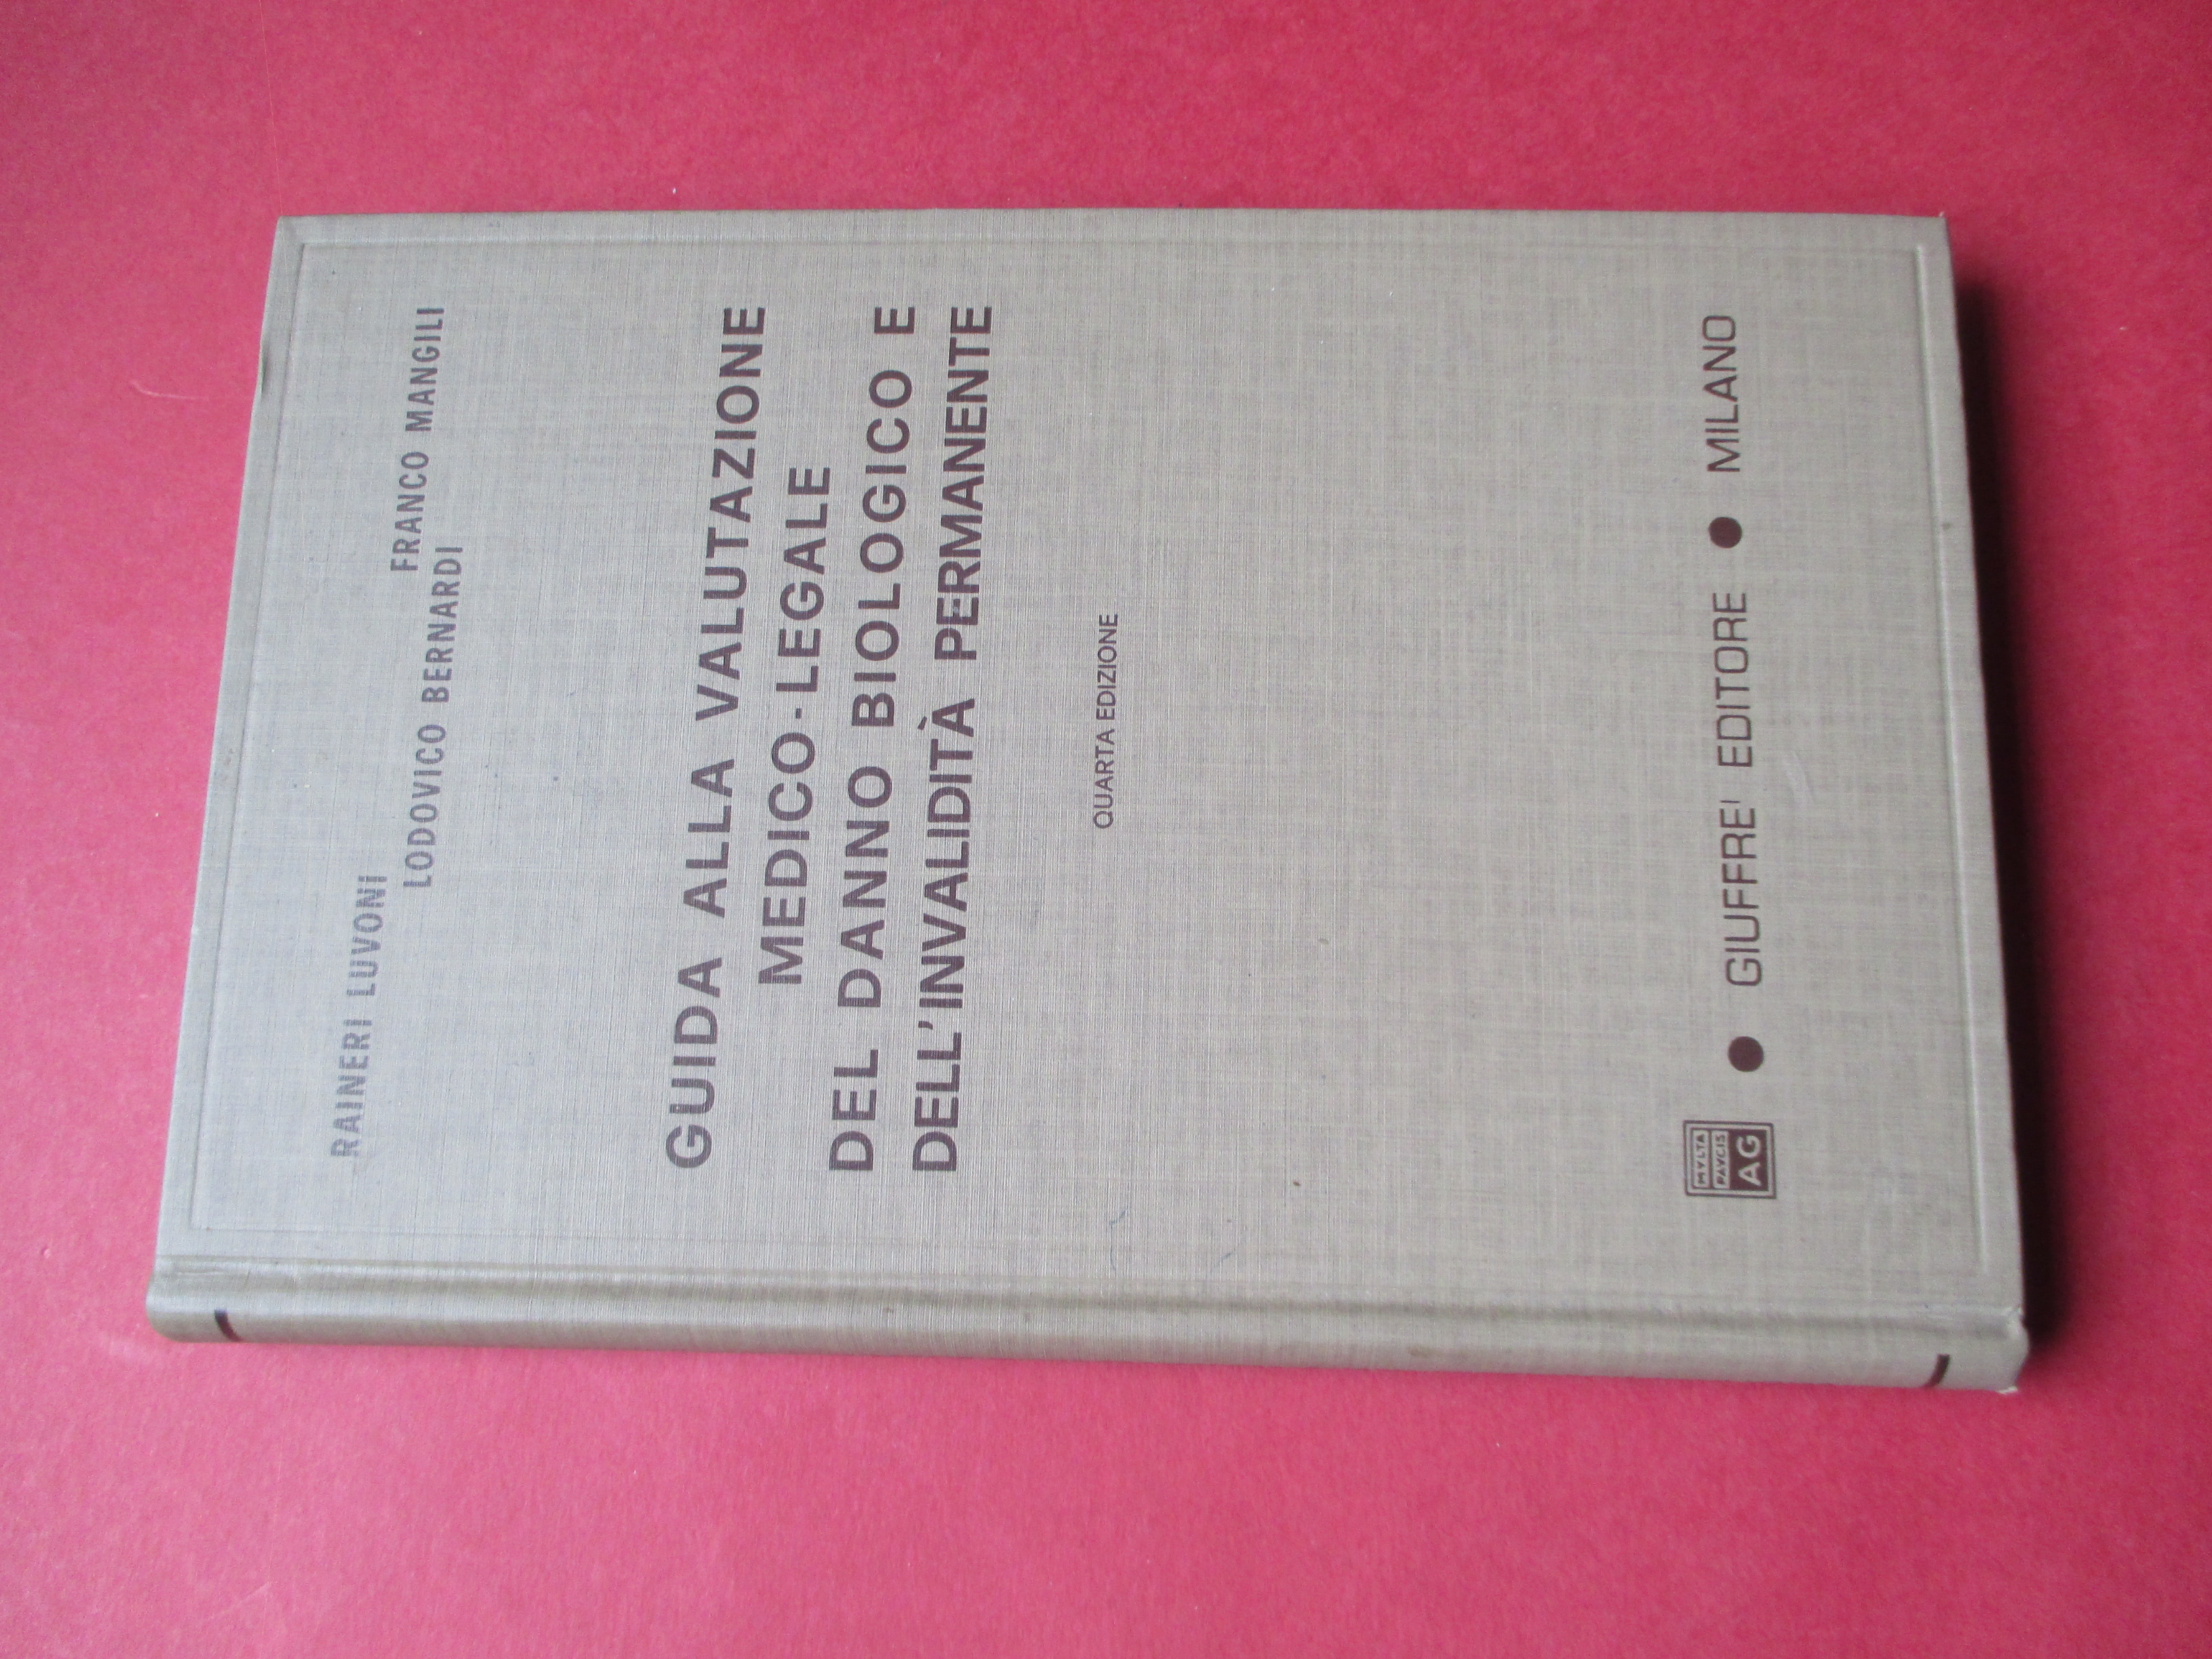 RAINERI LUVONI FRANCO MANGILI
LODOVICO BERNARDI
GUIDA ALLA VALUTAZIONE
MEDICO-LEGALE
DEL DANNO BIOLOGICO E
DELL'INVALIDITÀ PERMANENTE
QUARTA EDIZIONE
MVLTA
PAVCIS
AG
● GIUFFRE' EDITORE ● MILANO